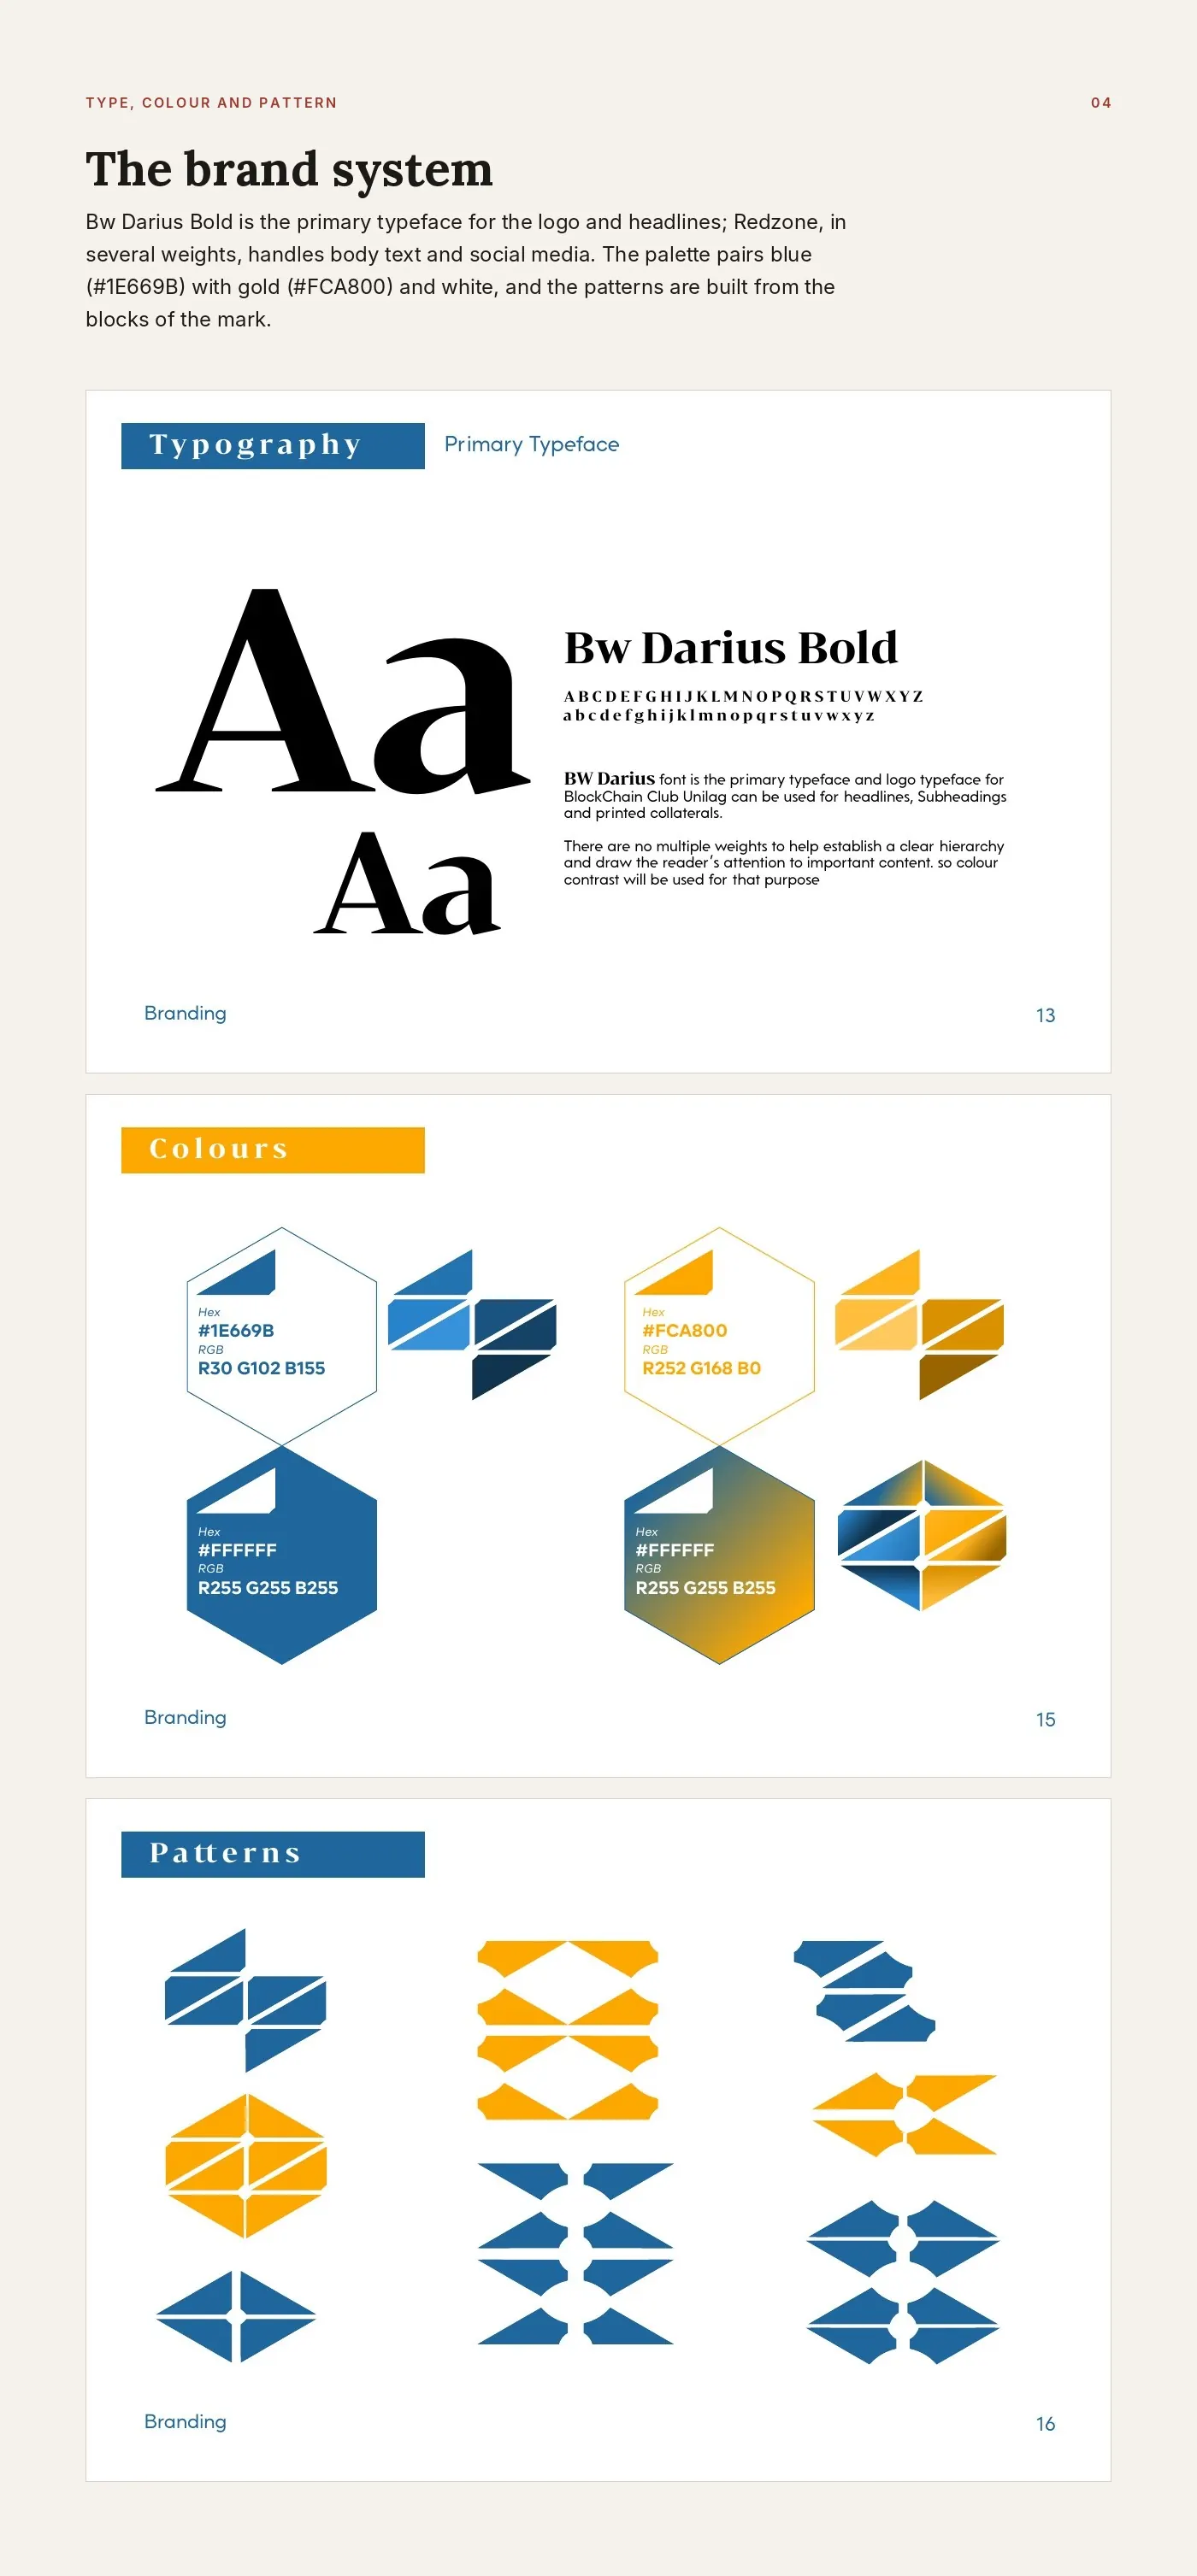 TYPE, COLOUR AND PATTERN
04
The brand system
Bw Darius Bold is the primary typeface for the logo and headlines; Redzone, in
several weights, handles body text and social media. The palette pairs blue
(#1E669B) with gold (#FCA800) and white, and the patterns are built from the
blocks of the mark.
Typography
Primary Typeface
Aa
Aa
Bw Darius Bold
ABCDEFGHIJKLMNOPQRSTUVWXYZ
abcdefghijklmnopqrstuvwxyz
BW Darius font is the primary typeface and logo typeface for
BlockChain Club Unilag can be used for headlines, Subheadings
and printed collaterals.
There are no multiple weights to help establish a clear hierarchy
and draw the reader's attention to important content. so colour
contrast will be used for that purpose
Branding
13
Colours
Hex
#1E669B
RGB
R30 G102 B155
Hex
#FCA800
RGB
R252 G168 B0
Hex
#FFFFFF
RGB
R255 G255 B255
Hex
#FFFFFF
RGB
R255 G255 B255
Branding
15
Patterns
Branding
16